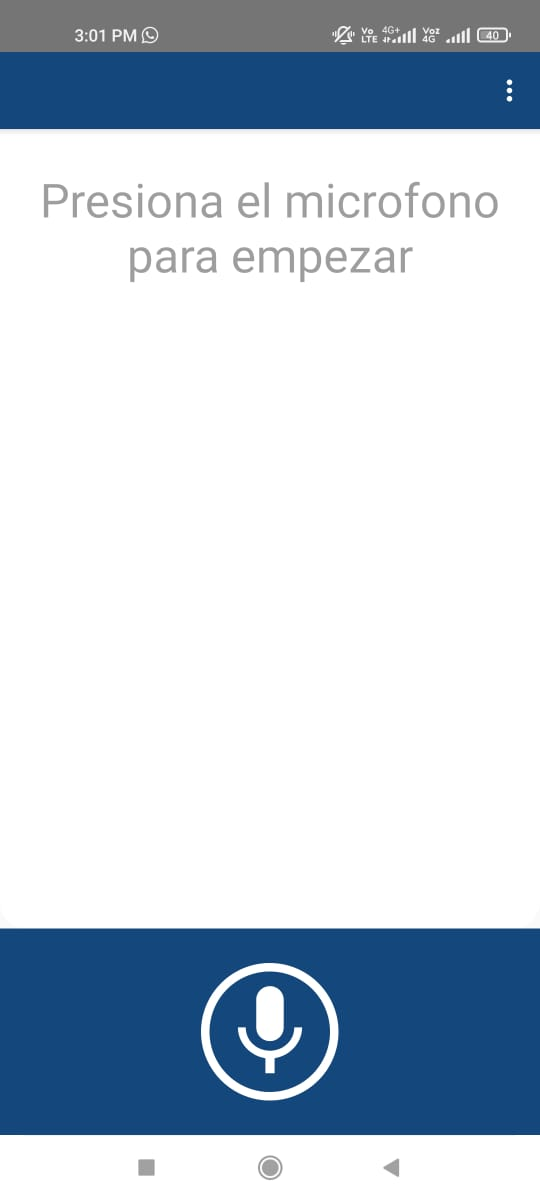 3:01 PM
Vo LTE 4G+ Voz 4G 40
Presiona el microfono
para empezar